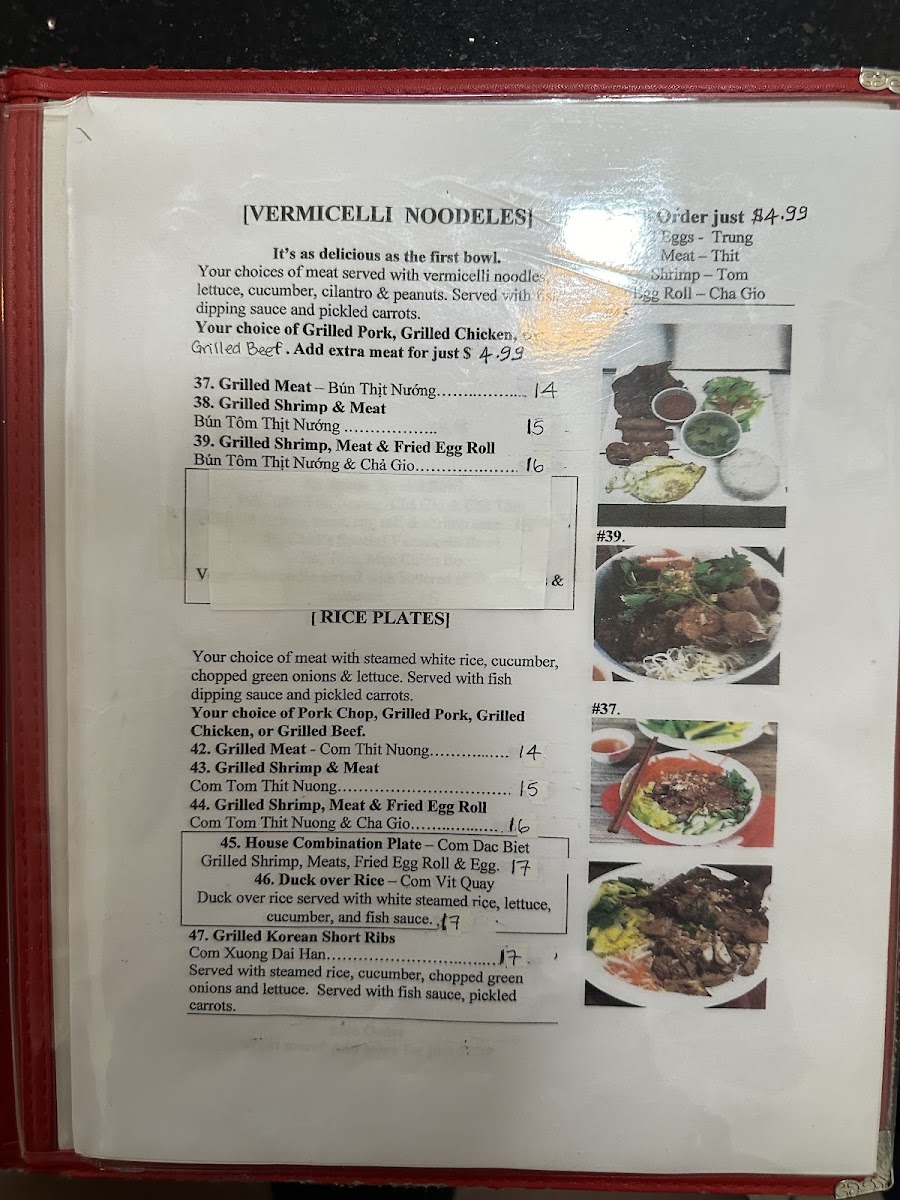 [VERMICELLI NOODELES]
It's as delicious as the first bowl.
Your choices of meat served with vermicelli noodles,
lettuce, cucumber, cilantro & peanuts. Served with fish
dipping sauce and pickled carrots.
Your choice of Grilled Pork, Grilled Chicken, or
Grilled Beef. Add extra meat for just $ 4.99
37. Grilled Meat – Bún Thịt Nướng.................... 14
38. Grilled Shrimp & Meat
Bún Tôm Thịt Nướng .................. 15
39. Grilled Shrimp, Meat & Fried Egg Roll
Bún Tôm Thịt Nướng & Chả Gio..................... 16
V &
[ RICE PLATES]
Your choice of meat with steamed white rice, cucumber,
chopped green onions & lettuce. Served with fish
dipping sauce and pickled carrots.
Your choice of Pork Chop, Grilled Pork, Grilled
Chicken, or Grilled Beef.
42. Grilled Meat - Com Thit Nuong................ 14
43. Grilled Shrimp & Meat
Com Tom Thit Nuong................................... 15
44. Grilled Shrimp, Meat & Fried Egg Roll
Com Tom Thit Nuong & Cha Gio...................... 16
45. House Combination Plate – Com Dac Biet
Grilled Shrimp, Meats, Fried Egg Roll & Egg. 17
46. Duck over Rice – Com Vit Quay
Duck over rice served with white steamed rice, lettuce,
cucumber, and fish sauce. 17
47. Grilled Korean Short Ribs
Com Xuong Dai Han.................................... 17
Served with steamed rice, cucumber, chopped green
onions and lettuce. Served with fish sauce, pickled
carrots.
Order just $4.99
Eggs - Trung
Meat – Thit
Shrimp – Tom
Egg Roll – Cha Gio
#39.
#37.